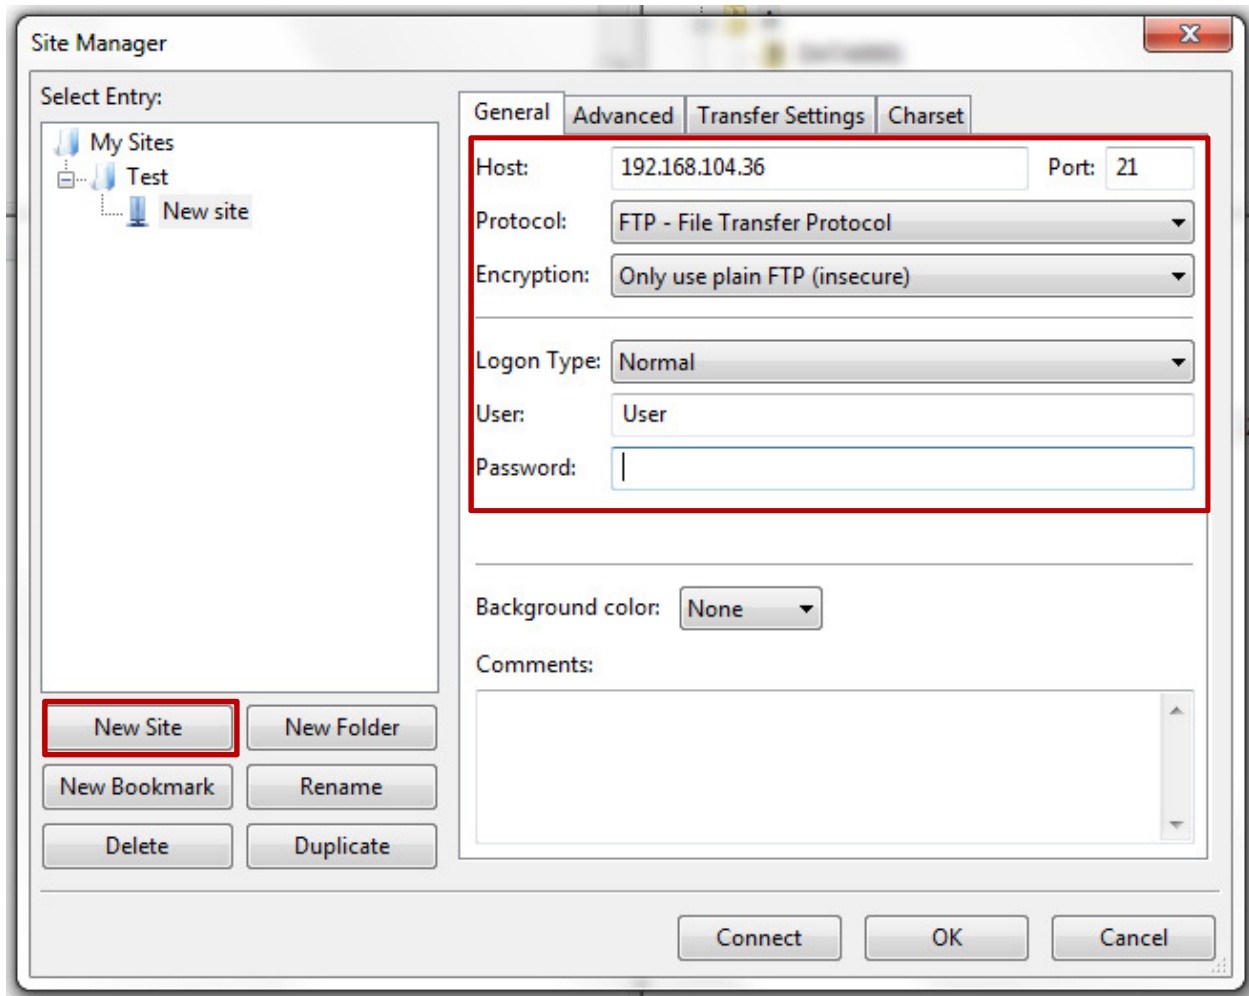 Site Manager
Select Entry:
My Sites
Test
New site
New Site
New Folder
New Bookmark
Rename
Delete
Duplicate
General
Advanced
Transfer Settings
Charset
Host:
192.168.104.36
Port:
21
Protocol:
FTP - File Transfer Protocol
Encryption:
Only use plain FTP (insecure)
Logon Type:
Normal
User:
User
Password:
Background color:
None
Comments:
Connect
OK
Cancel